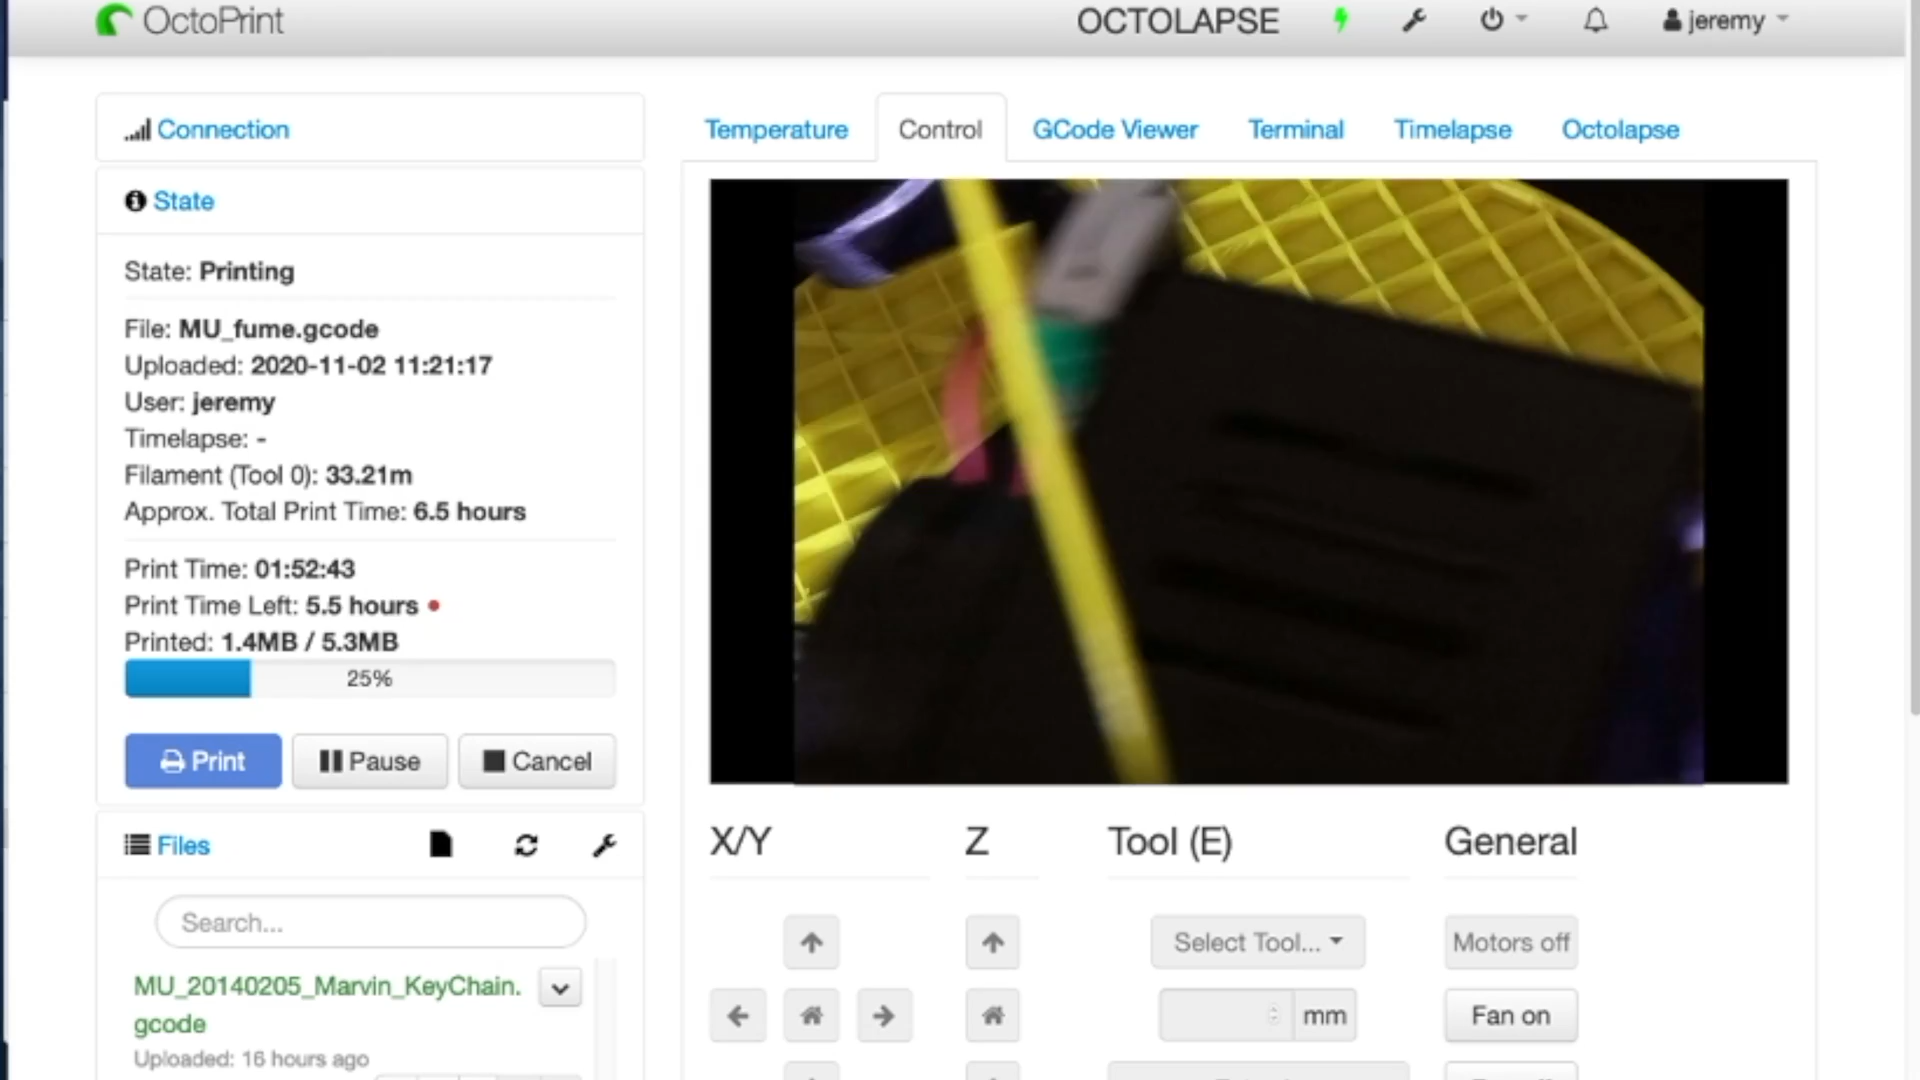 OctoPrint
OCTOLAPSE
jeremy
Connection
State
State: Printing
File: MU_fume.gcode
Uploaded: 2020-11-02 11:21:17
User: jeremy
Timelapse: -
Filament (Tool 0): 33.21m
Approx. Total Print Time: 6.5 hours
Print Time: 01:52:43
Print Time Left: 5.5 hours
Printed: 1.4MB / 5.3MB
25%
Print Pause Cancel
Files
Search...
MU_20140205_Marvin_KeyChain.
gcode
Uploaded: 16 hours ago
Temperature Control GCode Viewer Terminal Timelapse Octolapse
X/Y Z Tool (E) General
Select Tool... Motors off
mm Fan on